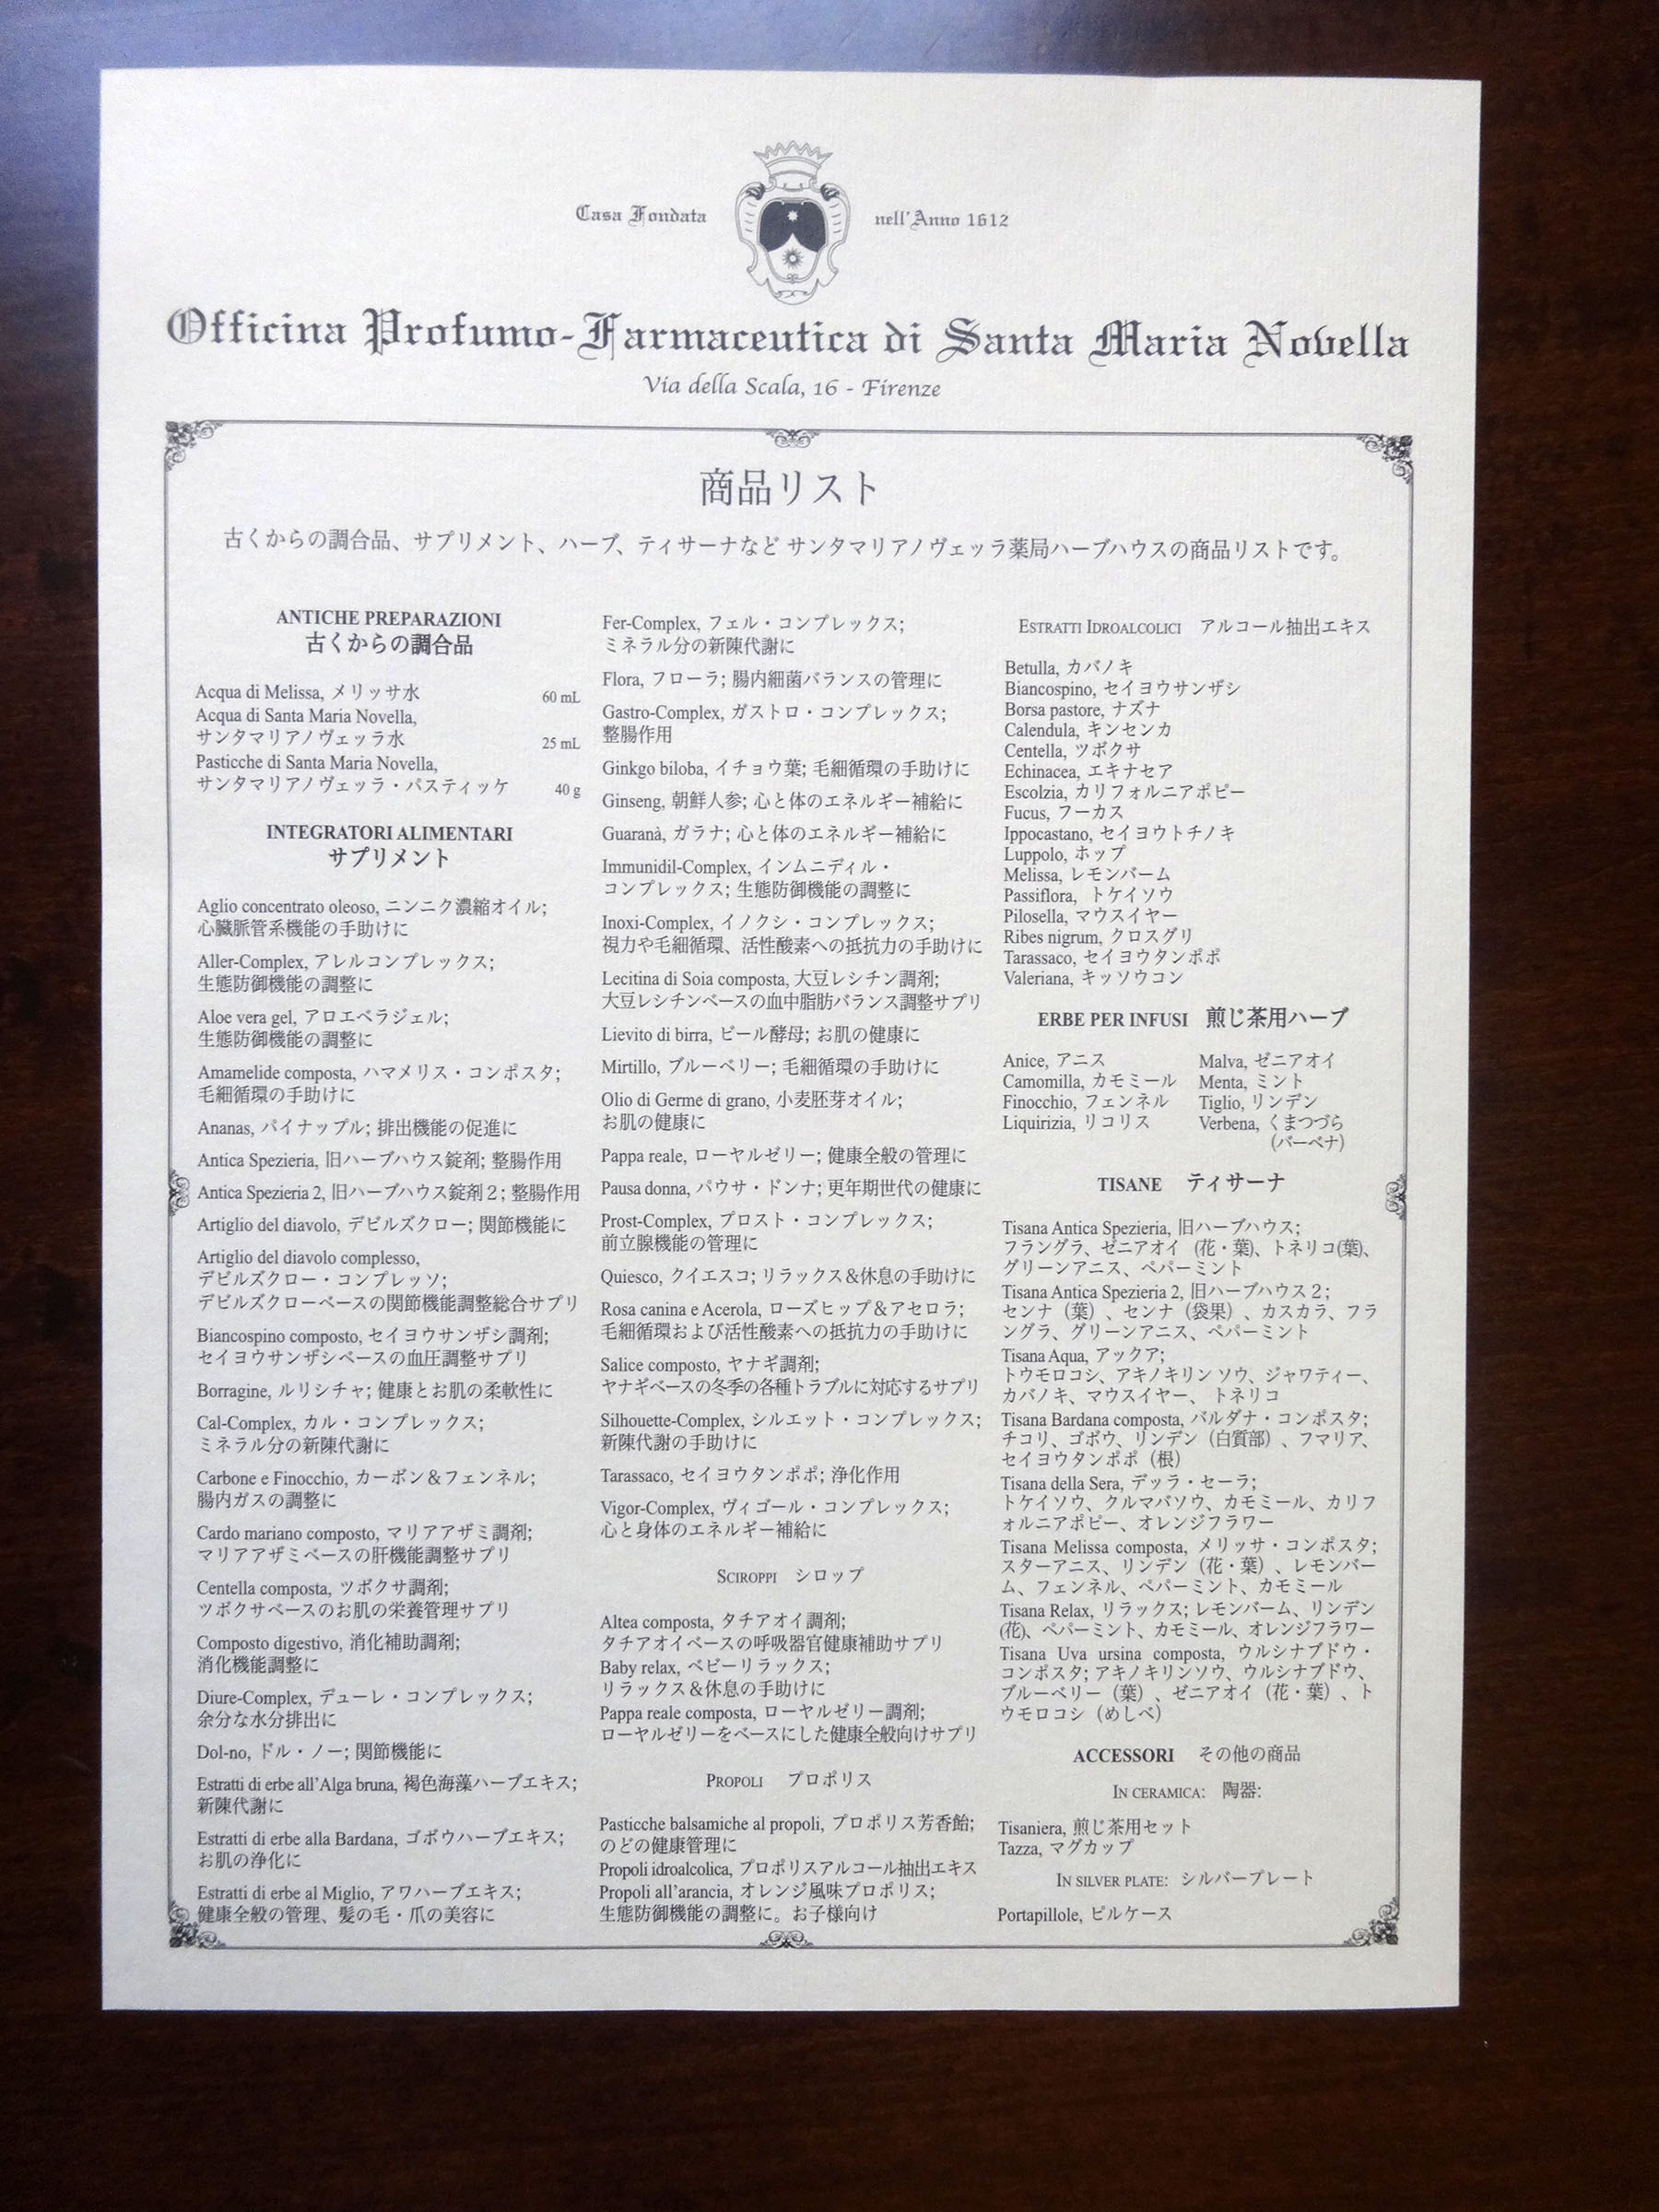 Casa Fondata nell'Anno 1612
Officina Profumo-Farmaceutica di Santa Maria Novella
Via della Scala, 16 - Firenze
商品リスト
古くからの調合品、サプリメント、ハーブ、ティサーナなど サンタマリアノヴェッラ薬局ハーブハウスの商品リストです。
ANTICHE PREPARAZIONI
古くからの調合品
Acqua di Melissa, メリッサ水 60 mL
Acqua di Santa Maria Novella,
サンタマリアノヴェッラ水 25 mL
Pasticche di Santa Maria Novella,
サンタマリアノヴェッラ・パスティッケ 40 g
INTEGRATORI ALIMENTARI
サプリメント
Aglio concentrato oleoso, ニンニク濃縮オイル;
心臓脈管系機能の手助けに
Aller-Complex, アレルコンプレックス;
生態防御機能の調整に
Aloe vera gel, アロエベラジェル;
生態防御機能の調整に
Amamelide composta, ハマメリス・コンポスタ;
毛細循環の手助けに
Ananas, パイナップル; 排出機能の促進に
Antica Spezieria, 旧ハーブハウス錠剤; 整腸作用
Antica Spezieria 2, 旧ハーブハウス錠剤２; 整腸作用
Artiglio del diavolo, デビルズクロー; 関節機能に
Artiglio del diavolo complesso,
デビルズクロー・コンプレッソ;
デビルズクローベースの関節機能調整総合サプリ
Biancospino composto, セイヨウサンザシ調剤;
セイヨウサンザシベースの血圧調整サプリ
Borragine, ルリシチャ; 健康とお肌の柔軟性に
Cal-Complex, カル・コンプレックス;
ミネラル分の新陳代謝に
Carbone e Finocchio, カーボン＆フェンネル;
腸内ガスの調整に
Cardo mariano composto, マリアアザミ調剤;
マリアアザミベースの肝機能調整サプリ
Centella composta, ツボクサ調剤;
ツボクサベースのお肌の栄養管理サプリ
Composto digestivo, 消化補助調剤;
消化機能調整に
Diure-Complex, デューレ・コンプレックス;
余分な水分排出に
Dol-no, ドル・ノー; 関節機能に
Estratti di erbe all'Alga bruna, 褐色海藻ハーブエキス;
新陳代謝に
Estratti di erbe alla Bardana, ゴボウハーブエキス;
お肌の浄化に
Estratti di erbe al Miglio, アワハーブエキス;
健康全般の管理、髪の毛・爪の美容に
Fer-Complex, フェル・コンプレックス;
ミネラル分の新陳代謝に
Flora, フローラ; 腸内細菌バランスの管理に
Gastro-Complex, ガストロ・コンプレックス;
整腸作用
Ginkgo biloba, イチョウ葉; 毛細循環の手助けに
Ginseng, 朝鮮人参; 心と体のエネルギー補給に
Guaranà, ガラナ; 心と体のエネルギー補給に
Immunidil-Complex, インムニディル・
コンプレックス; 生態防御機能の調整に
Inoxi-Complex, イノクシ・コンプレックス;
視力や毛細循環、活性酸素への抵抗力の手助けに
Lecitina di Soia composta, 大豆レシチン調剤;
大豆レシチンベースの血中脂肪バランス調整サプリ
Lievito di birra, ビール酵母; お肌の健康に
Mirtillo, ブルーベリー; 毛細循環の手助けに
Olio di Germe di grano, 小麦胚芽オイル;
お肌の健康に
Pappa reale, ローヤルゼリー; 健康全般の管理に
Pausa donna, パウサ・ドンナ; 更年期世代の健康に
Prost-Complex, プロスト・コンプレックス;
前立腺機能の管理に
Quiesco, クイエスコ; リラックス＆休息の手助けに
Rosa canina e Acerola, ローズヒップ＆アセロラ;
毛細循環および活性酸素への抵抗力の手助けに
Salice composto, ヤナギ調剤;
ヤナギベースの冬季の各種トラブルに対応するサプリ
Silhouette-Complex, シルエット・コンプレックス;
新陳代謝の手助けに
Tarassaco, セイヨウタンポポ; 浄化作用
Vigor-Complex, ヴィゴール・コンプレックス;
心と身体のエネルギー補給に
SCIROPPI シロップ
Altea composta, タチアオイ調剤;
タチアオイベースの呼吸器官健康補助サプリ
Baby relax, ベビーリラックス;
リラックス＆休息の手助けに
Pappa reale composta, ローヤルゼリー調剤;
ローヤルゼリーをベースにした健康全般向けサプリ
PROPOLI プロポリス
Pasticche balsamiche al propoli, プロポリス芳香飴;
のどの健康管理に
Propoli idroalcolica, プロポリスアルコール抽出エキス
Propoli all'arancia, オレンジ風味プロポリス;
生態防御機能の調整に。お子様向け
ESTRATTI IDROALCOLICI アルコール抽出エキス
Betulla, カバノキ
Biancospino, セイヨウサンザシ
Borsa pastore, ナズナ
Calendula, キンセンカ
Centella, ツボクサ
Echinacea, エキナセア
Escolzia, カリフォルニアポピー
Fucus, フーカス
Ippocastano, セイヨウトチノキ
Luppolo, ホップ
Melissa, レモンバーム
Passiflora, トケイソウ
Pilosella, マウスイヤー
Ribes nigrum, クロスグリ
Tarassaco, セイヨウタンポポ
Valeriana, キッソウコン
ERBE PER INFUSI 煎じ茶用ハーブ
Anice, アニス Malva, ゼニアオイ
Camomilla, カモミール Menta, ミント
Finocchio, フェンネル Tiglio, リンデン
Liquirizia, リコリス Verbena, くまつづら
(バーベナ)
TISANE ティサーナ
Tisana Antica Spezieria, 旧ハーブハウス;
フラングラ、ゼニアオイ (花・葉)、トネリコ(葉)、
グリーンアニス、ペパーミント
Tisana Antica Spezieria 2, 旧ハーブハウス２;
センナ（葉）、センナ（袋果）、カスカラ、フラ
ングラ、グリーンアニス、ペパーミント
Tisana Aqua, アックア;
トウモロコシ、アキノキリンソウ、ジャワティー、
カバノキ、マウスイヤー、トネリコ
Tisana Bardana composta, バルダナ・コンポスタ;
チコリ、ゴボウ、リンデン（白質部）、フマリア、
セイヨウタンポポ（根）
Tisana della Sera, デッラ・セーラ;
トケイソウ、クルマバソウ、カモミール、カリフ
ォルニアポピー、オレンジフラワー
Tisana Melissa composta, メリッサ・コンポスタ;
スターアニス、リンデン（花・葉）、レモンバー
ム、フェンネル、ペパーミント、カモミール
Tisana Relax, リラックス; レモンバーム、リンデン
(花)、ペパーミント、カモミール、オレンジフラワー
Tisana Uva ursina composta, ウルシナブドウ・
コンポスタ; アキノキリンソウ、ウルシナブドウ、
ブルーベリー（葉）、ゼニアオイ（花・葉）、ト
ウモロコシ（めしべ）
ACCESSORI その他の商品
IN CERAMICA: 陶器:
Tisaniera, 煎じ茶用セット
Tazza, マグカップ
IN SILVER PLATE: シルバープレート
Portapillole, ピルケース